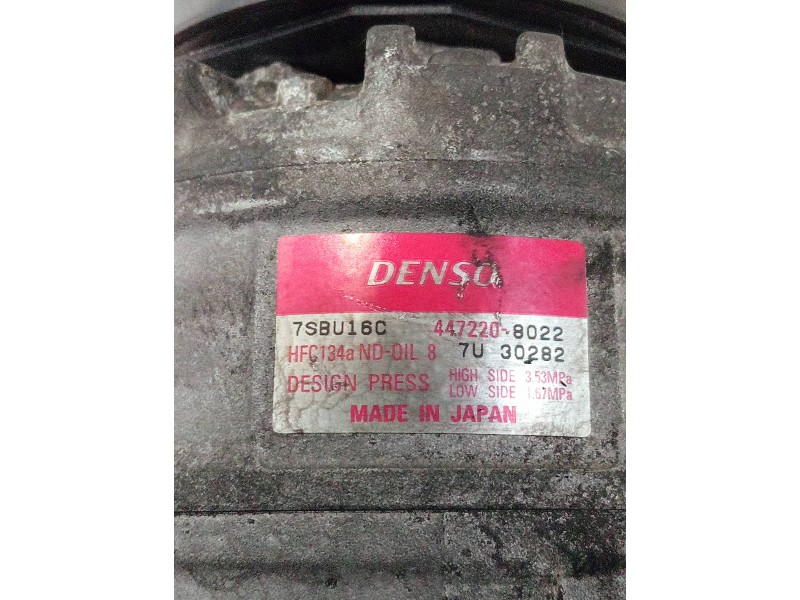 DENSO
7SBU16C 447220-8022
HFC134a ND-OIL 8 7U 30282
DESIGN PRESS HIGH SIDE 3.53MPa
LOW SIDE 1.67MPa
MADE IN JAPAN